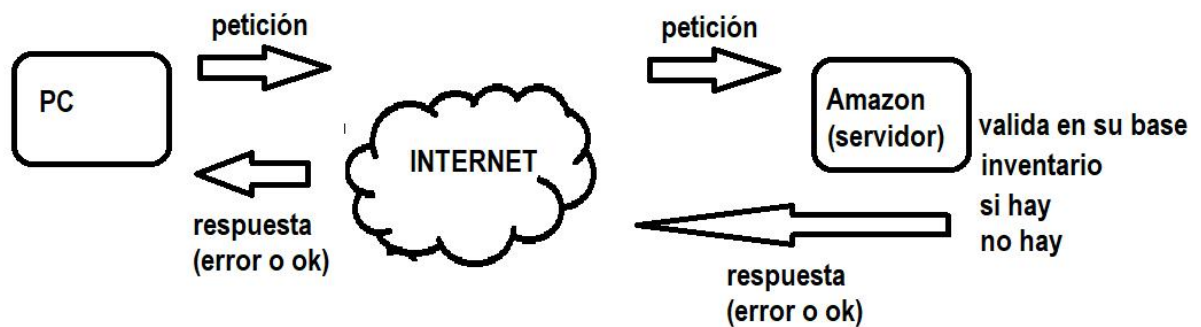 petición
petición
PC
Amazon
(servidor)
valida en su base
inventario
si hay
no hay
INTERNET
respuesta
(error o ok)
respuesta
(error o ok)